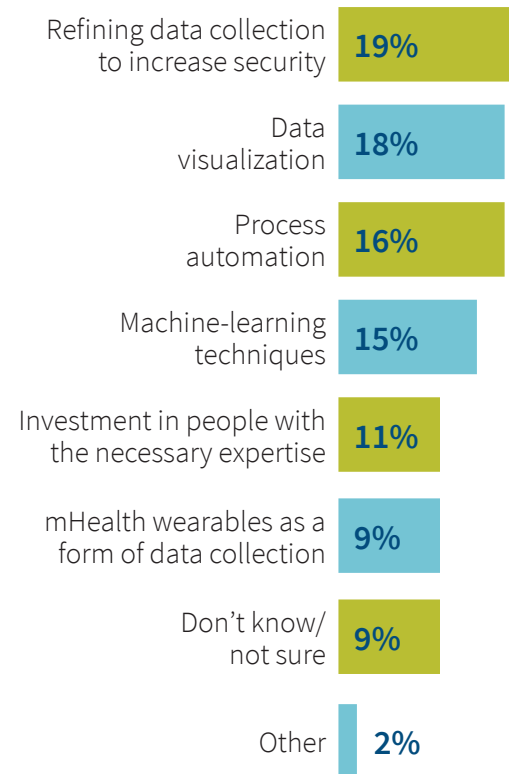 Refining data collection
to increase security
19%
Data
visualization
18%
Process
automation
16%
Machine-learning
techniques
15%
Investment in people with
the necessary expertise
11%
mHealth wearables as a
form of data collection
9%
Don’t know/
not sure
9%
Other
2%